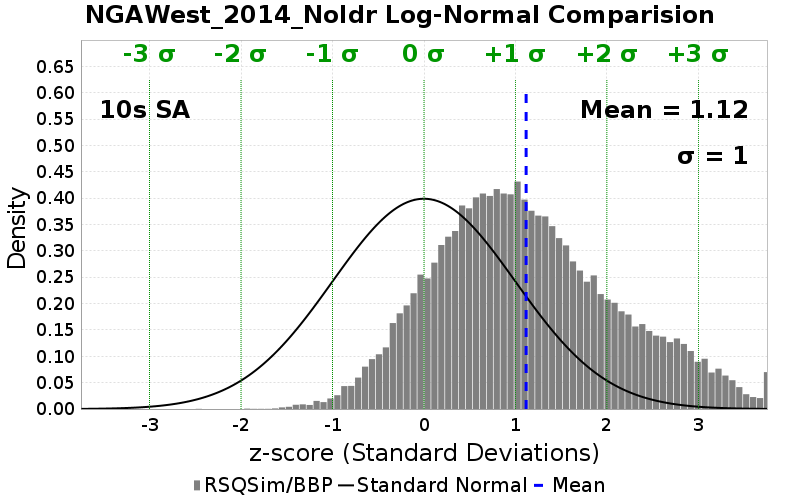 NGAWest_2014_NoIdr Log-Normal Comparision
-3 σ -2 σ -1 σ 0 σ +1 σ +2 σ +3 σ
10s SA
Mean = 1.12
σ = 1
Density
0.65
0.60
0.55
0.50
0.45
0.40
0.35
0.30
0.25
0.20
0.15
0.10
0.05
0.00
-3 -2 -1 0 1 2 3
z-score (Standard Deviations)
RSQSim/BBP Standard Normal Mean